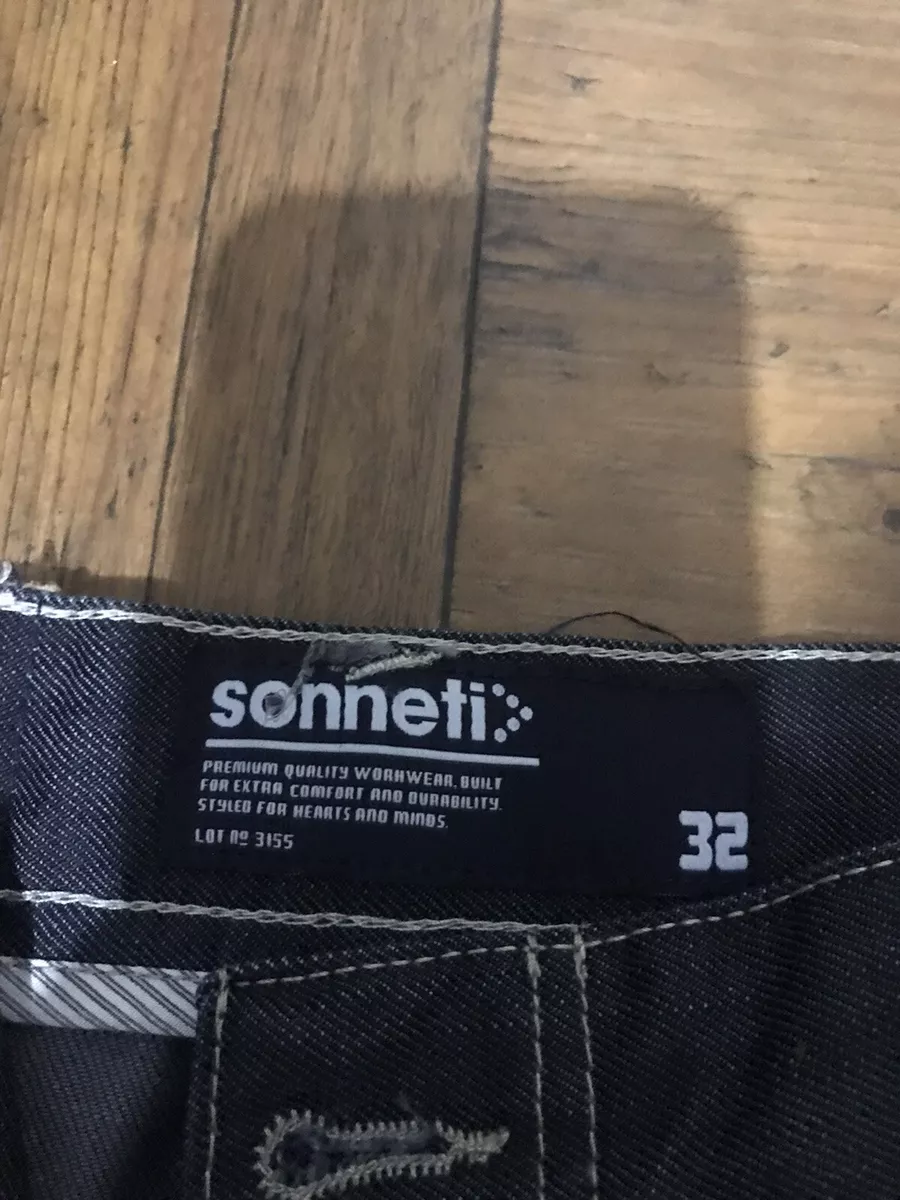 sonneti
PREMIUM QUALITY WORKWEAR, BUILT
FOR EXTRA COMFORT AND DURABILITY.
STYLED FOR HEARTS AND MINDS.
LOT Nº 3155
32